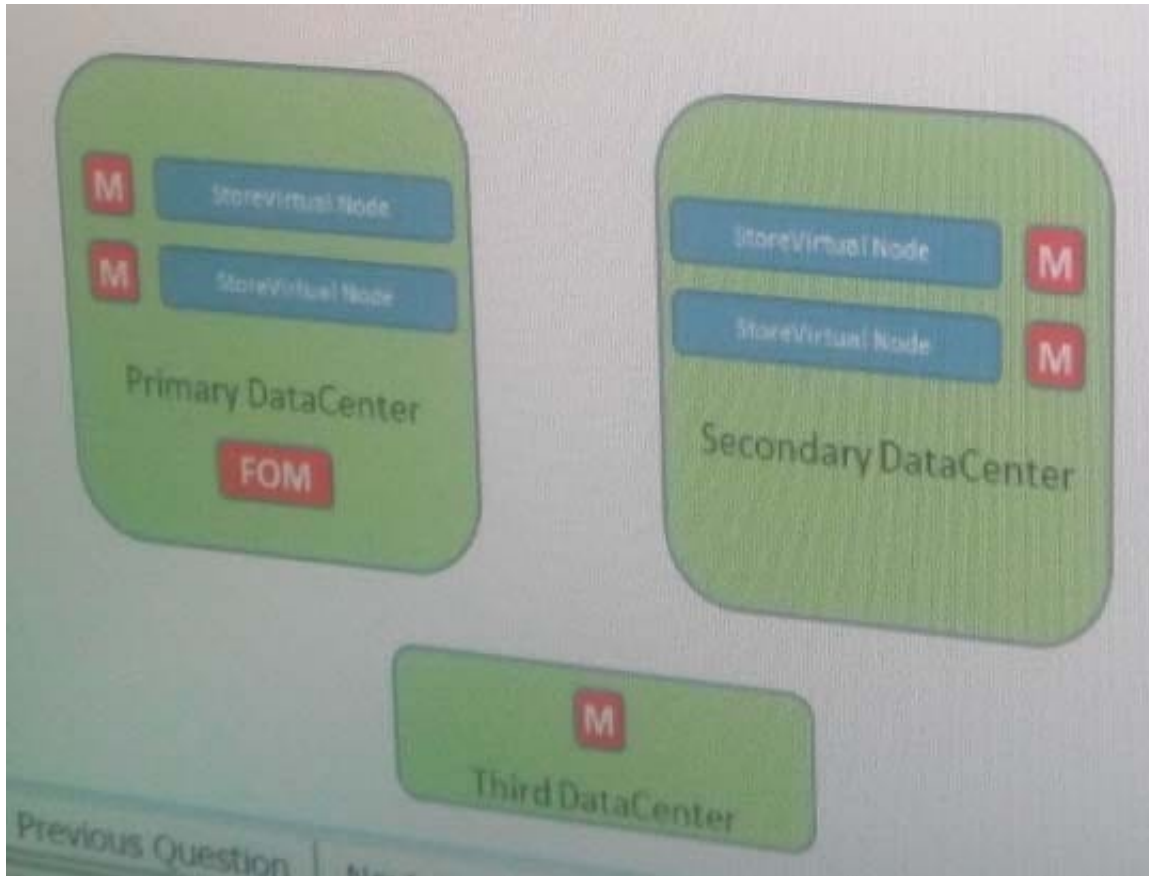 M StoreVirtual Node
M StoreVirtual Node
Primary DataCenter
FOM
StoreVirtual Node M
StoreVirtual Node M
Secondary DataCenter
M
Third DataCenter
Previous Question